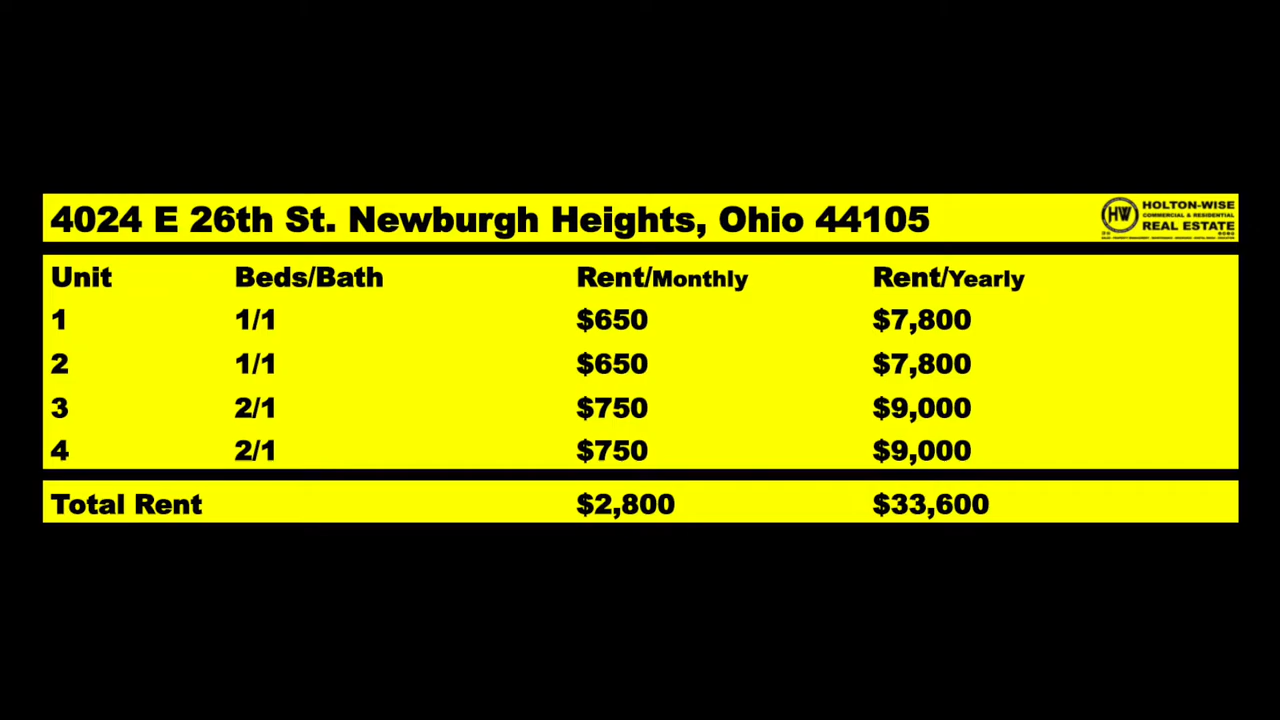 4024 E 26th St. Newburgh Heights, Ohio 44105
HW HOLTON-WISE
COMMERCIAL & RESIDENTIAL
REAL ESTATE
Unit Beds/Bath Rent/Monthly Rent/Yearly
1 1/1 $650 $7,800
2 1/1 $650 $7,800
3 2/1 $750 $9,000
4 2/1 $750 $9,000
Total Rent $2,800 $33,600